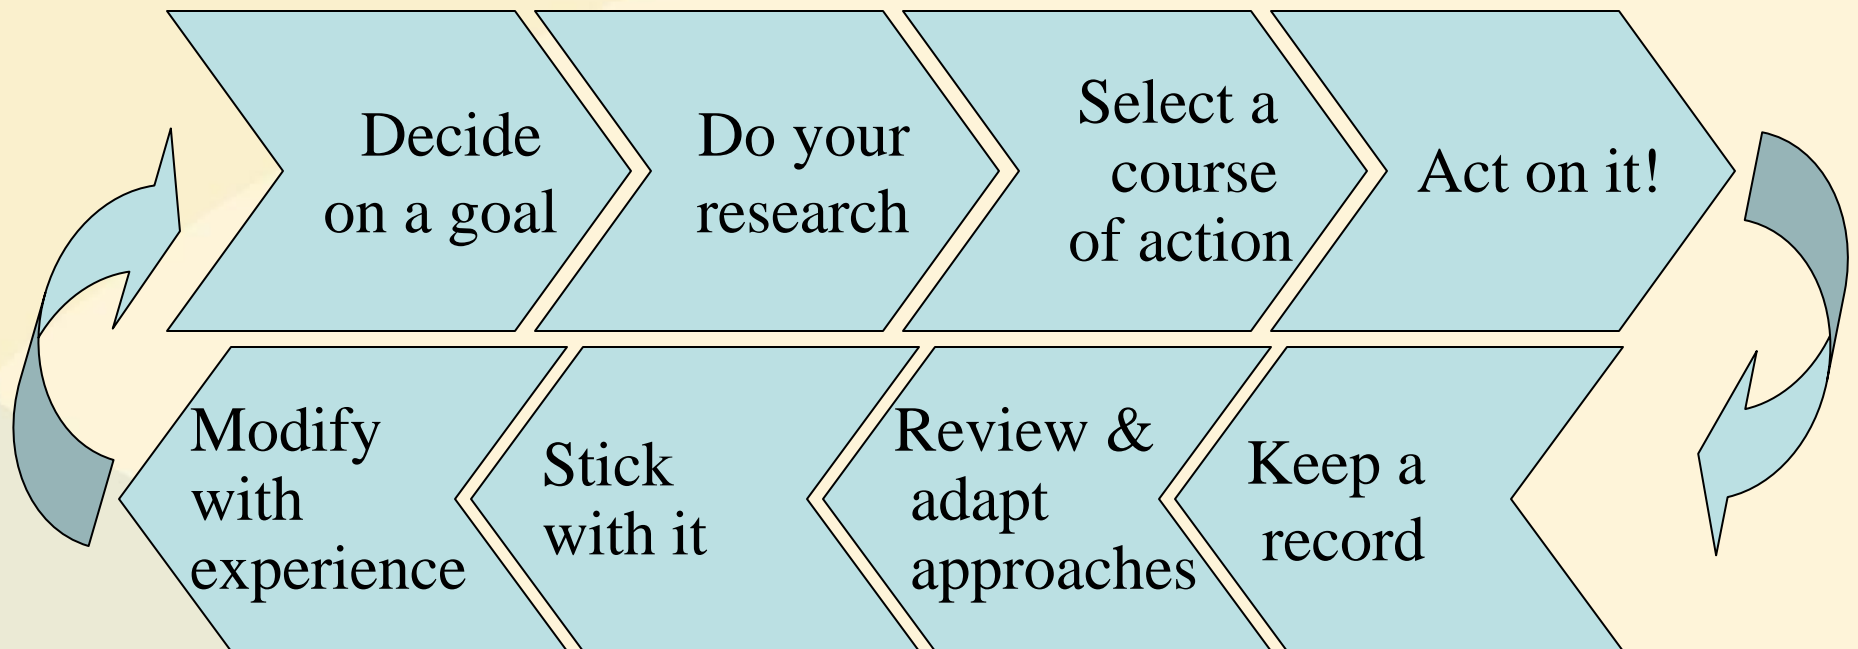 Decide
on a goal
Do your
research
Select a
course
of action
Act on it!
Keep a
record
Review &
adapt
approaches
Stick
with it
Modify
with
experience